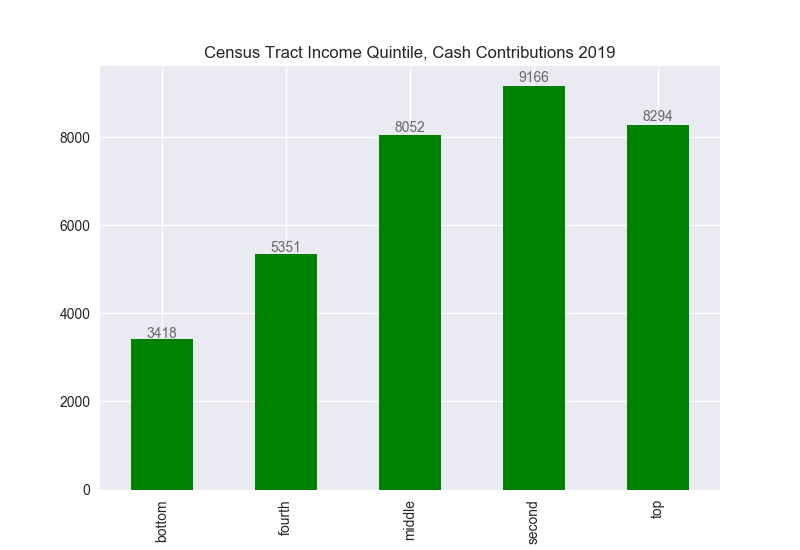 Census Tract Income Quintile, Cash Contributions 2019
9166
8294
8052
8000
6000
5351
4000
3418
2000
0
bottom
fourth
middle
second
top